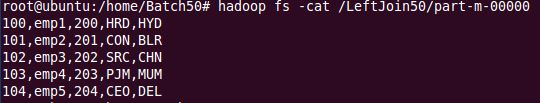 root@ubuntu:/home/Batch50# hadoop fs -cat /LeftJoin50/part-m-00000
100,emp1,200,HRD,HYD
101,emp2,201,CON,BLR
102,emp3,202,SRC,CHN
103,emp4,203,PJM,MUM
104,emp5,204,CEO,DEL